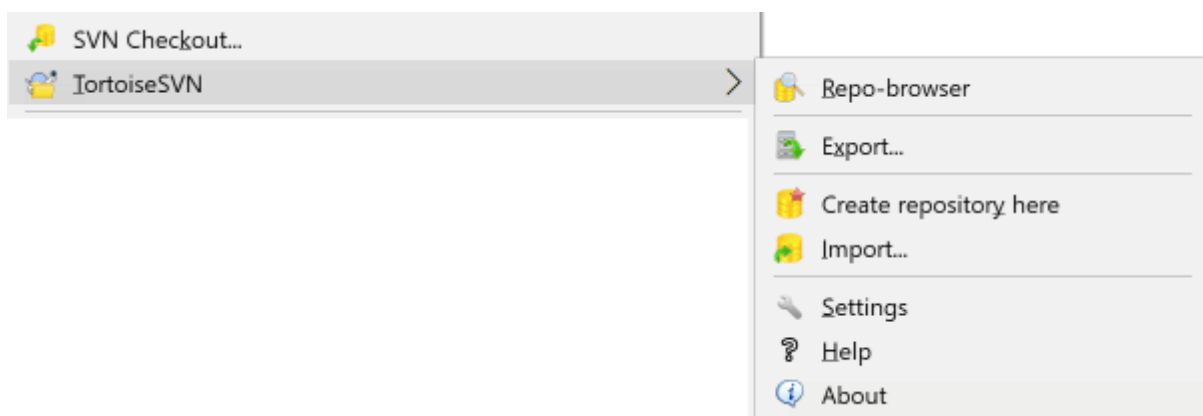 SVN Checkout...
TortoiseSVN
Repo-browser
Export...
Create repository here
Import...
Settings
Help
About